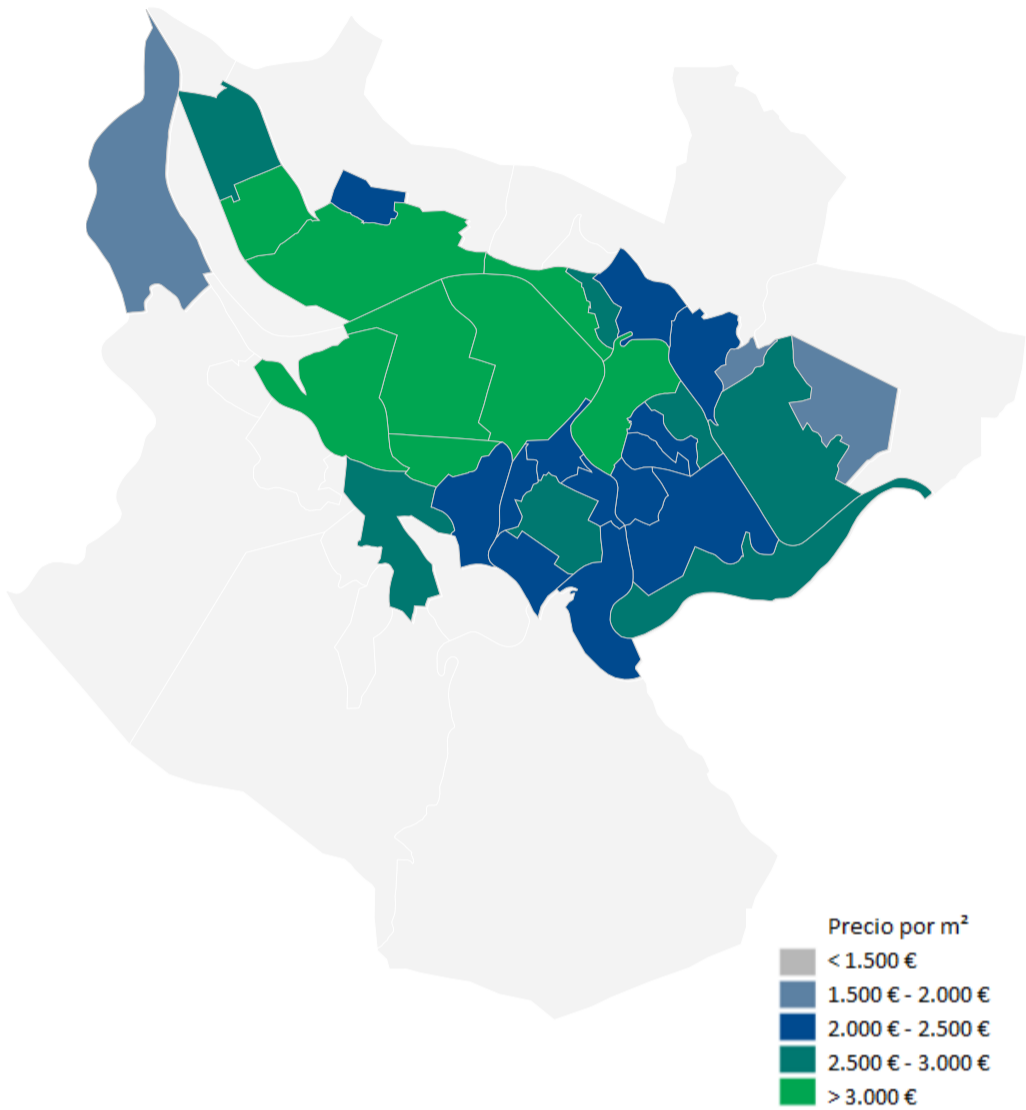 Precio por m²
< 1.500 €
1.500 € - 2.000 €
2.000 € - 2.500 €
2.500 € - 3.000 €
> 3.000 €